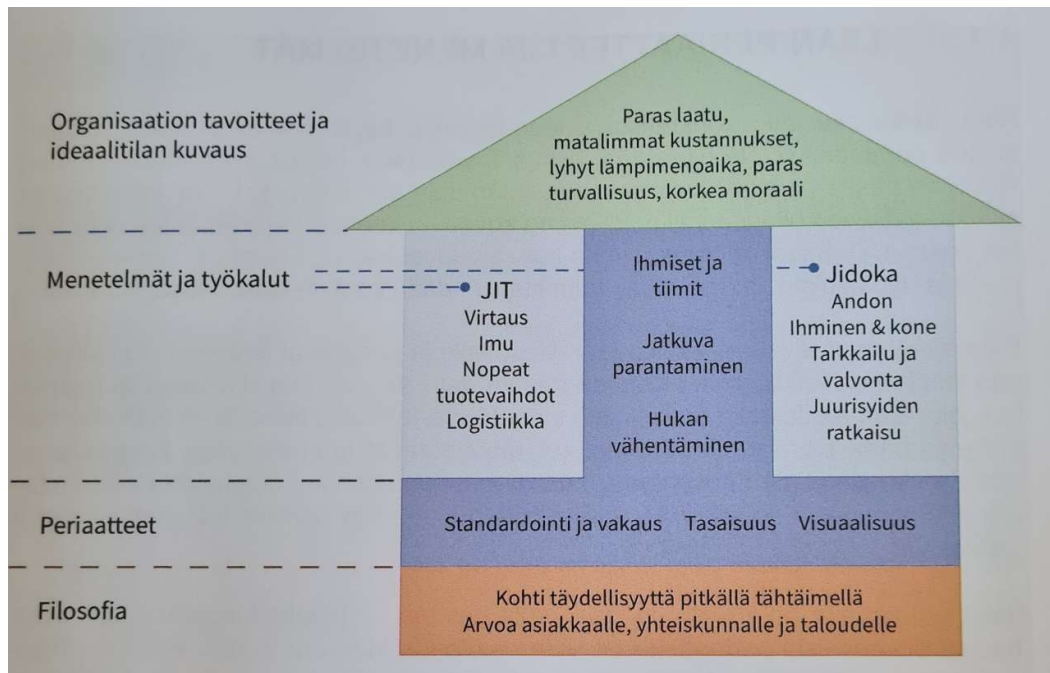 Organisaation tavoitteet ja
ideaalitilan kuvaus
Paras laatu,
matalimmat kustannukset,
lyhyt lämpimenoaika, paras
turvallisuus, korkea moraali
Menetelmät ja työkalut
JIT
Virtaus
Imu
Nopeat
tuotevaihdot
Logistiikka
Ihmiset ja
tiimit
Jatkuva
parantaminen
Hukan
vähentäminen
Jidoka
Andon
Ihminen & kone
Tarkkailu ja
valvonta
Juurisyiden
ratkaisu
Periaatteet
Standardointi ja vakaus Tasaisuus Visuaalisuus
Filosofia
Kohti täydellisyyttä pitkällä tähtäimellä
Arvoa asiakkaalle, yhteiskunnalle ja taloudelle